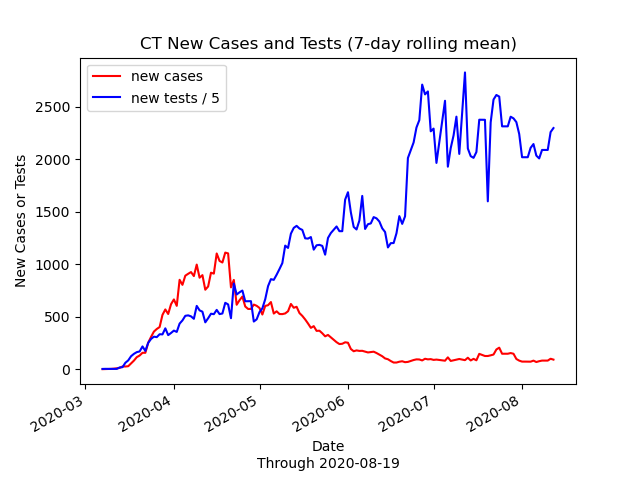 CT New Cases and Tests (7-day rolling mean)
new cases
new tests / 5
New Cases or Tests
2500
2000
1500
1000
500
0
2020-03
2020-04
2020-05
2020-06
2020-07
2020-08
Date
Through 2020-08-19